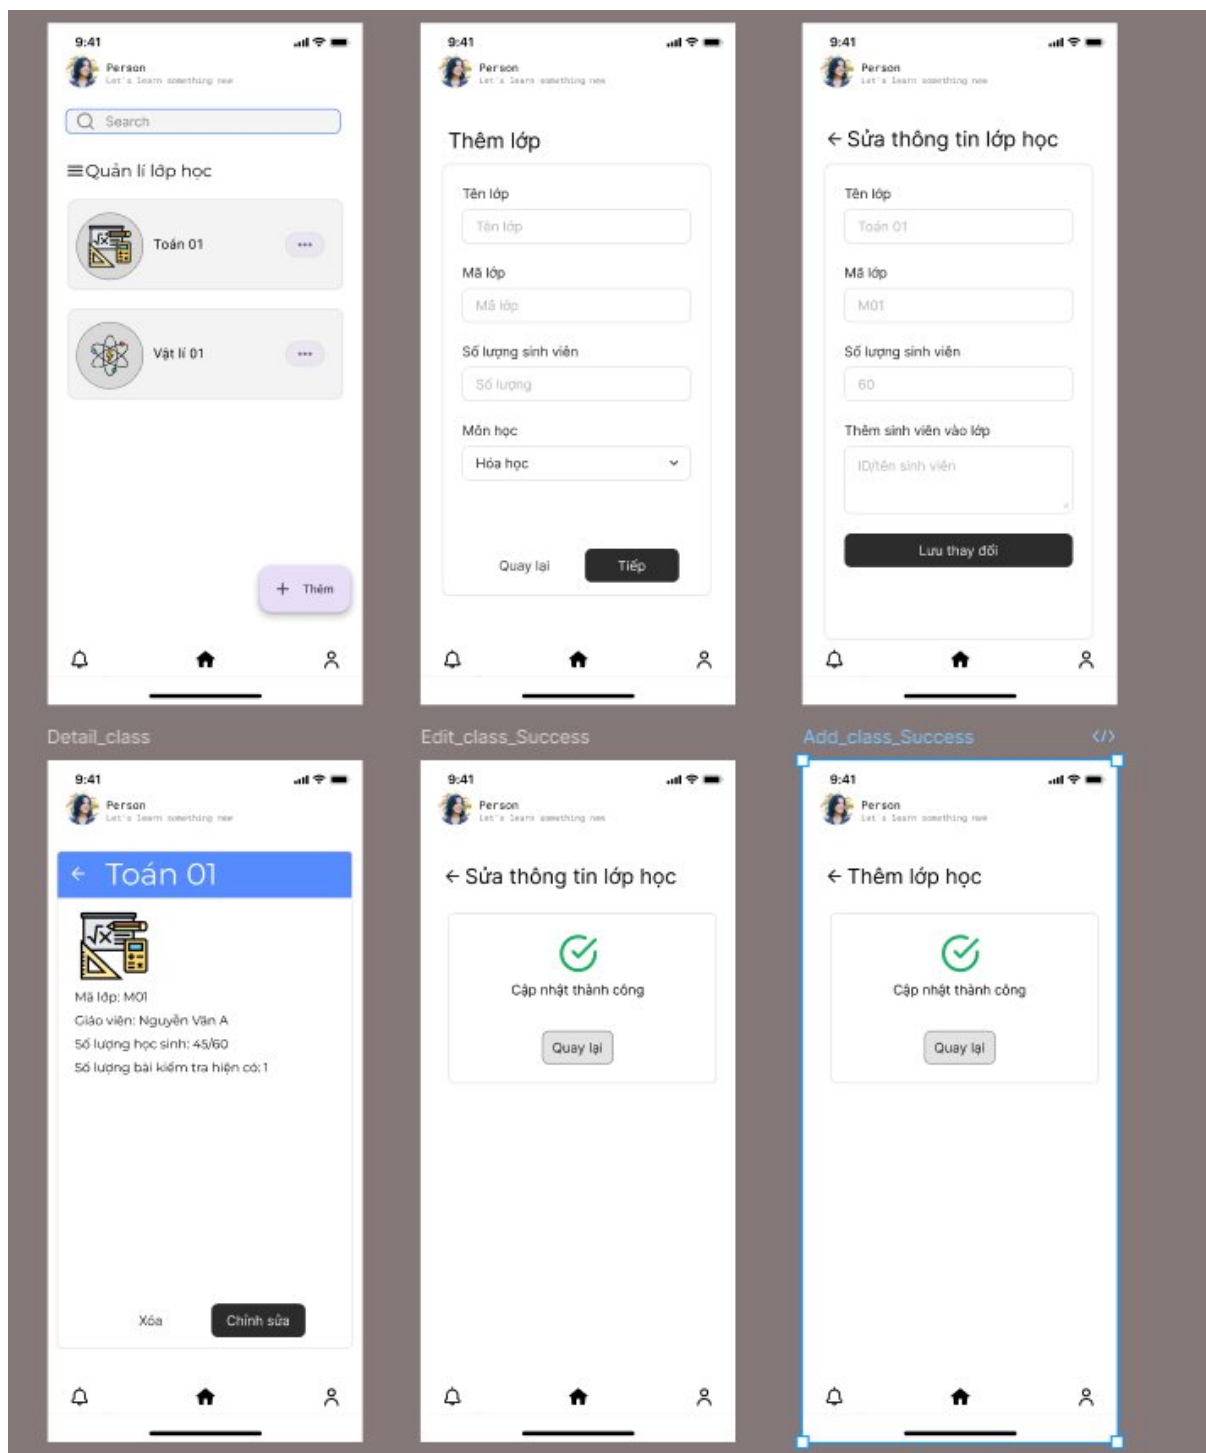 9:41
Person
Let's learn something new
Search
Quản lí lớp học
Toán 01
Vật lí 01
+ Thêm
9:41
Person
Let's learn something new
Thêm lớp
Tên lớp
Tên lớp
Mã lớp
Mã lớp
Số lượng sinh viên
Số lượng
Môn học
Hóa học
Quay lại
Tiếp
9:41
Person
Let's learn something new
← Sửa thông tin lớp học
Tên lớp
Toán 01
Mã lớp
M01
Số lượng sinh viên
60
Thêm sinh viên vào lớp
ID/tên sinh viên
Lưu thay đổi
Detail_class
9:41
Person
Let's learn something new
← Toán 01
Mã lớp: M01
Giáo viên: Nguyễn Văn A
Số lượng học sinh: 45/60
Số lượng bài kiểm tra hiện có: 1
Xóa
Chỉnh sửa
Edit_class_Success
9:41
Person
Let's learn something new
← Sửa thông tin lớp học
Cập nhật thành công
Quay lại
Add_class_Success </>
9:41
Person
Let's learn something new
← Thêm lớp học
Cập nhật thành công
Quay lại